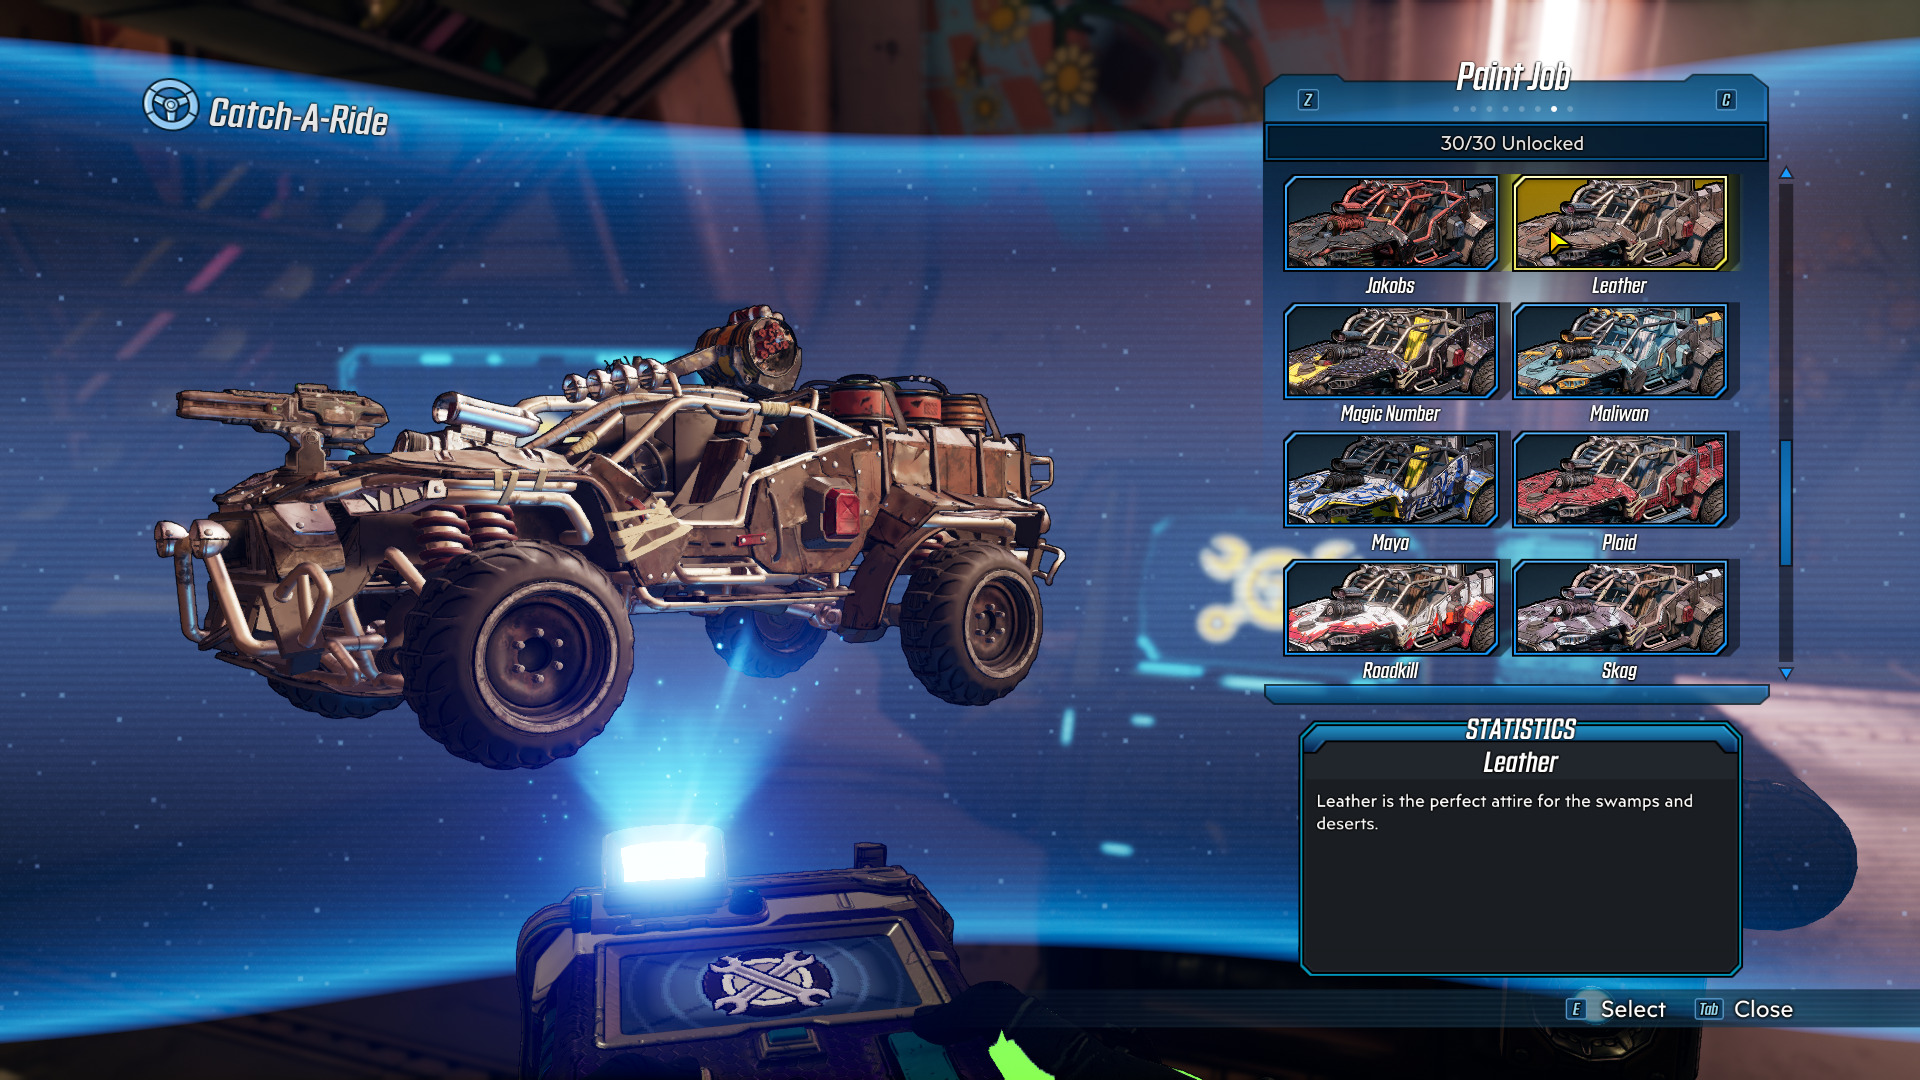 Catch-A-Ride
Paint Job
Z
C
30/30 Unlocked
Jakobs
Leather
Magic Number
Maliwan
Maya
Plaid
Roadkill
Skag
STATISTICS
Leather
Leather is the perfect attire for the swamps and
deserts.
E Select
Tab Close